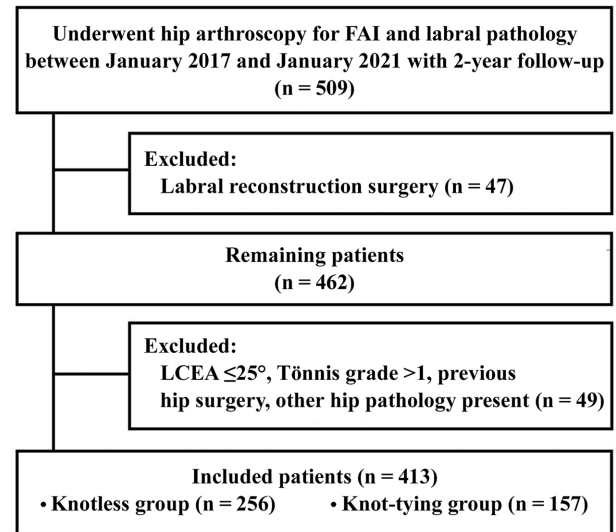 Underwent hip arthroscopy for FAI and labral pathology
between January 2017 and January 2021 with 2-year follow-up
(n = 509)
Excluded:
Labral reconstruction surgery (n = 47)
Remaining patients
(n = 462)
Excluded:
LCEA ≤25°, Tönnis grade >1, previous
hip surgery, other hip pathology present (n = 49)
Included patients (n = 413)
• Knotless group (n = 256) • Knot-tying group (n = 157)